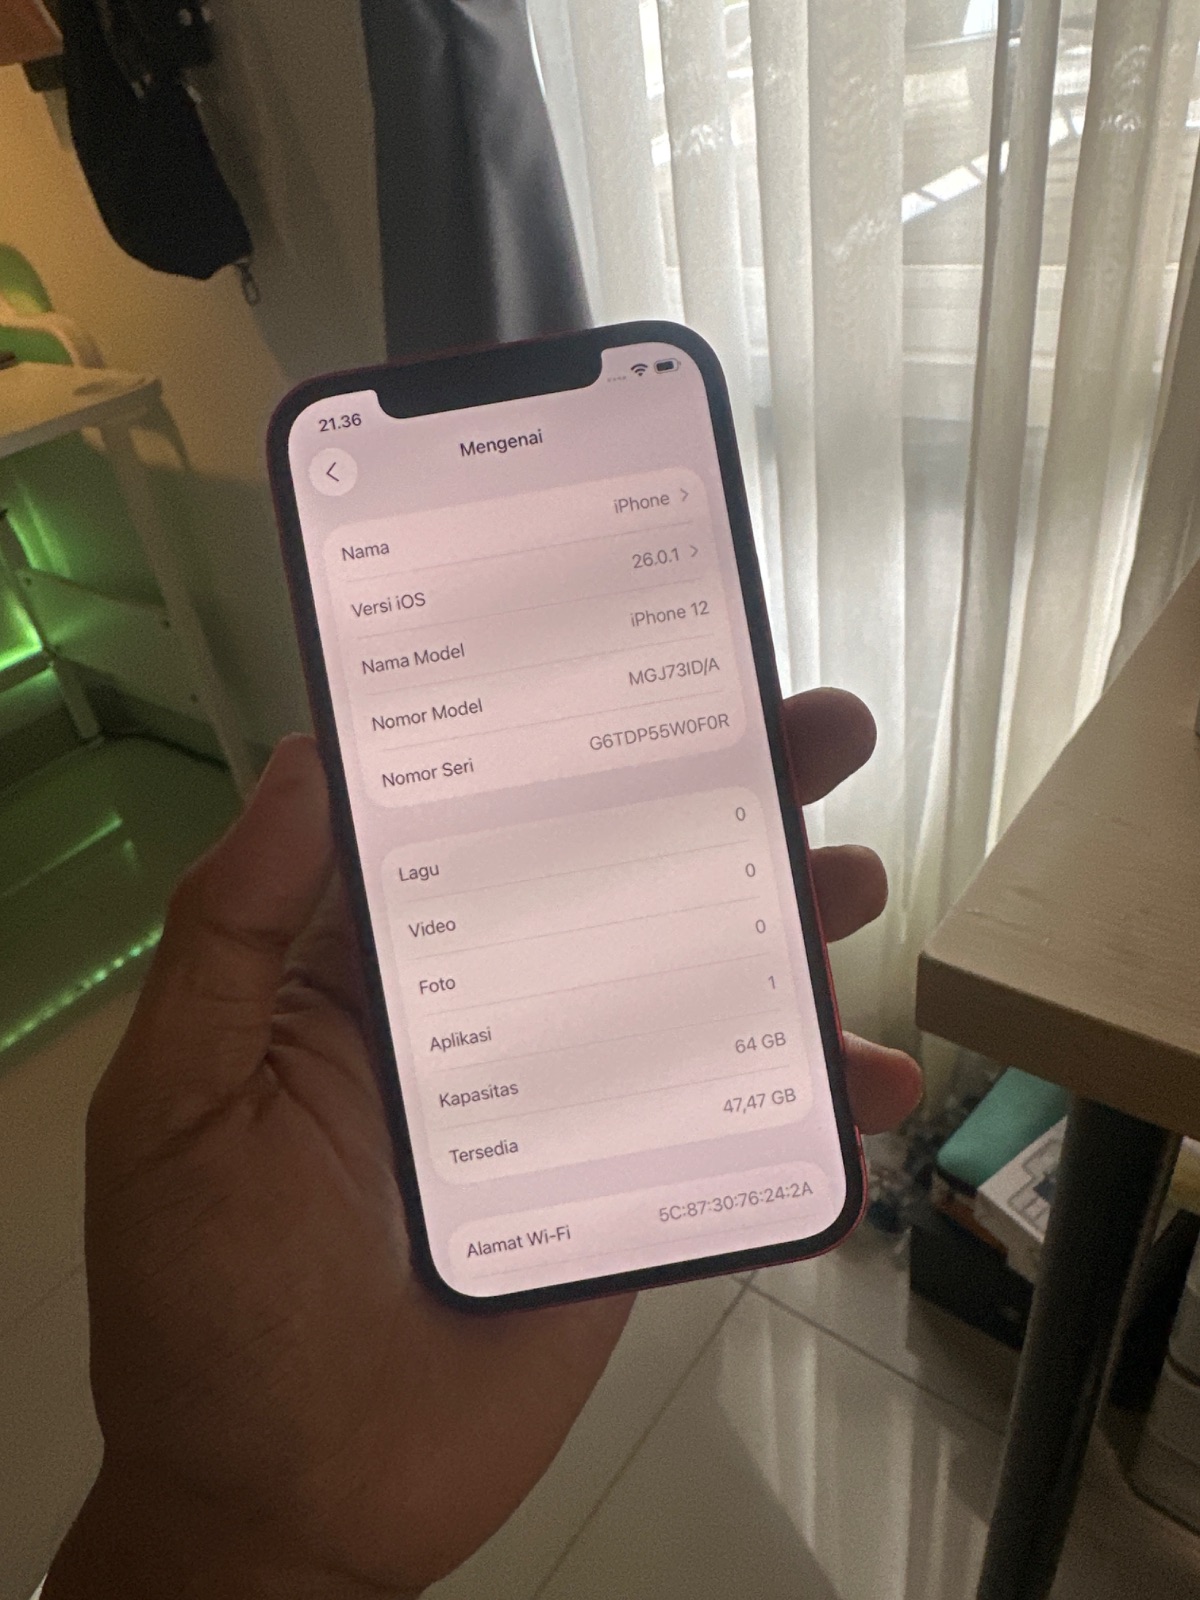 21.36
Mengenai
Nama iPhone
Versi iOS 26.0.1
Nama Model iPhone 12
Nomor Model MGJ73ID/A
Nomor Seri G6TDP55W0F0R
Lagu 0
Video 0
Foto 0
Aplikasi 1
Kapasitas 64 GB
Tersedia 47,47 GB
Alamat Wi-Fi 5C:87:30:76:24:2A